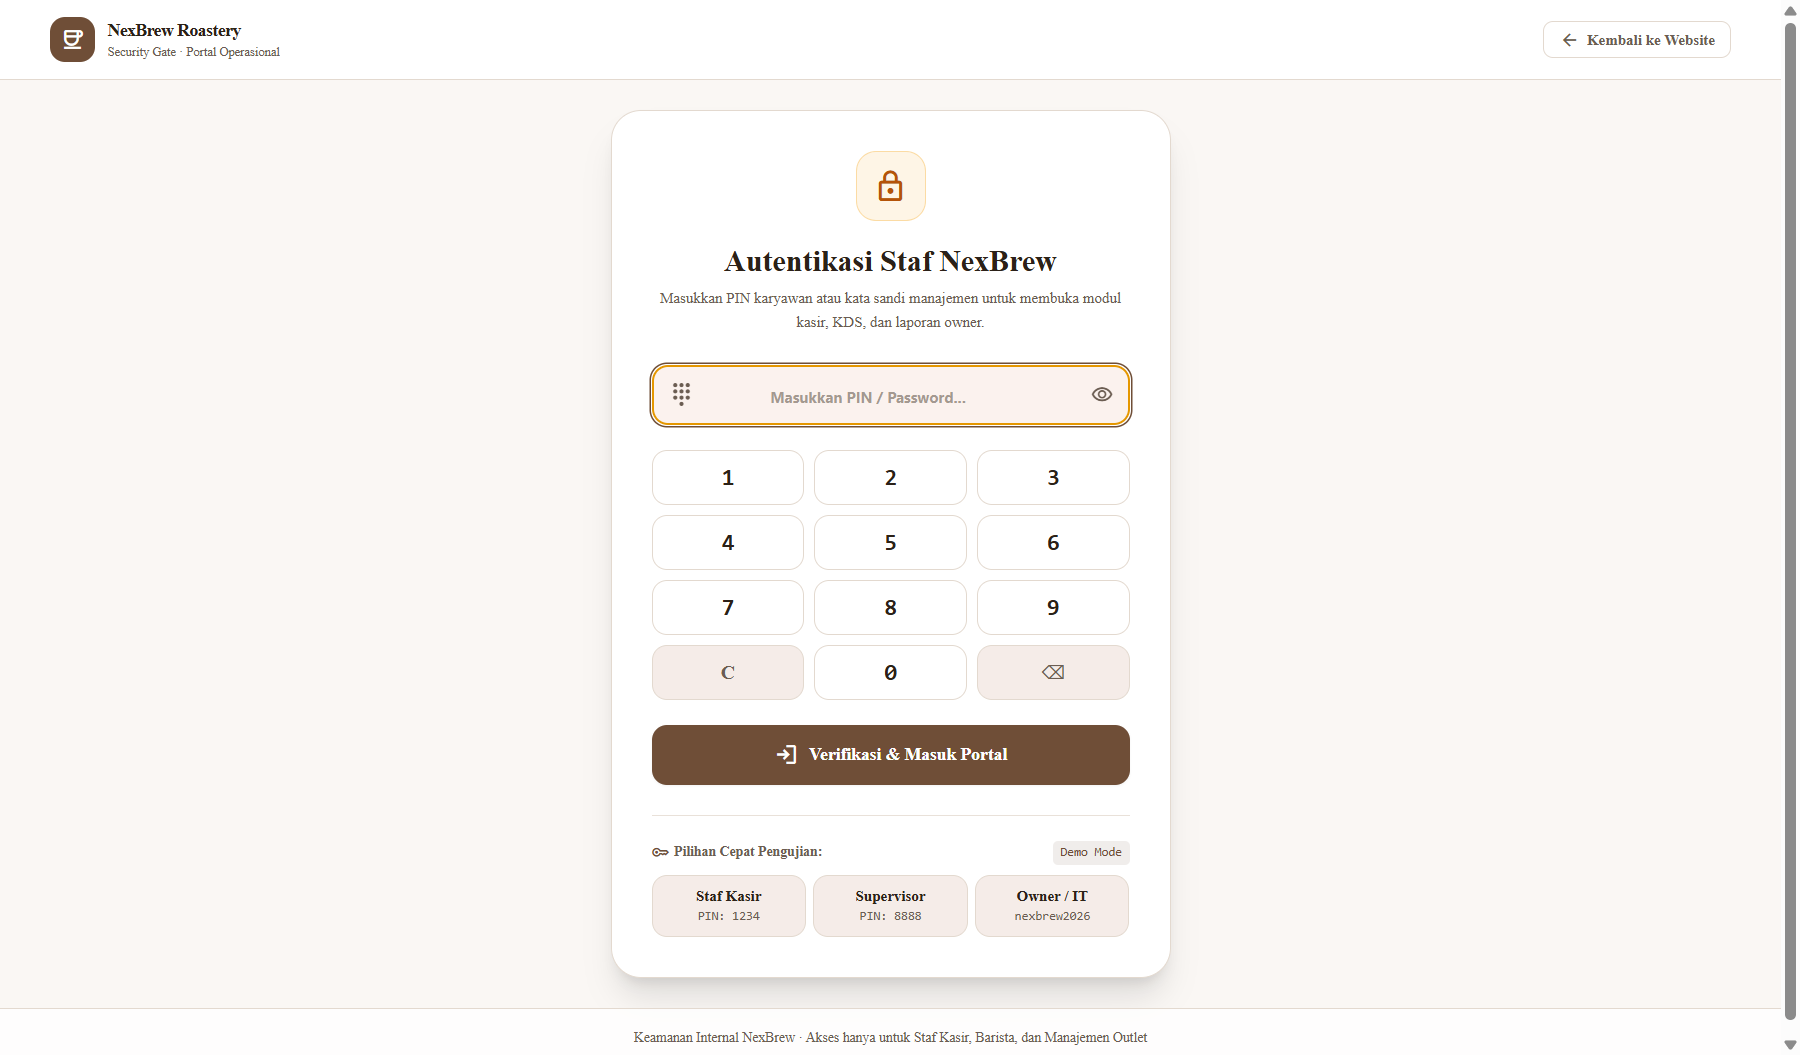 NexBrew Roastery
Security Gate · Portal Operasional
Kembali ke Website
Autentikasi Staf NexBrew
Masukkan PIN karyawan atau kata sandi manajemen untuk membuka modul
kasir, KDS, dan laporan owner.
Masukkan PIN / Password...
1 2 3
4 5 6
7 8 9
C 0 ⌫
Verifikasi & Masuk Portal
Pilihan Cepat Pengujian: Demo Mode
Staf Kasir Supervisor Owner / IT
PIN: 1234 PIN: 8888 nexbrew2026
Keamanan Internal NexBrew · Akses hanya untuk Staf Kasir, Barista, dan Manajemen Outlet